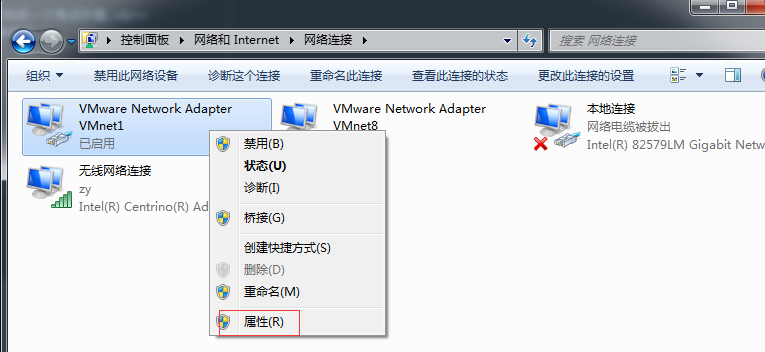 控制面板 网络和 Internet 网络连接 搜索 网络连接
组织 禁用此网络设备 诊断这个连接 重命名此连接 查看此连接的状态 更改此连接的设置
VMware Network Adapter
VMnet1
已启用
VMware Network Adapter
VMnet8
本地连接
网络电缆被拔出
Intel(R) 82579LM Gigabit Netw
无线网络连接
zy
Intel(R) Centrino(R) Ad
禁用(B)
状态(U)
诊断(I)
桥接(G)
创建快捷方式(S)
删除(D)
重命名(M)
属性(R)